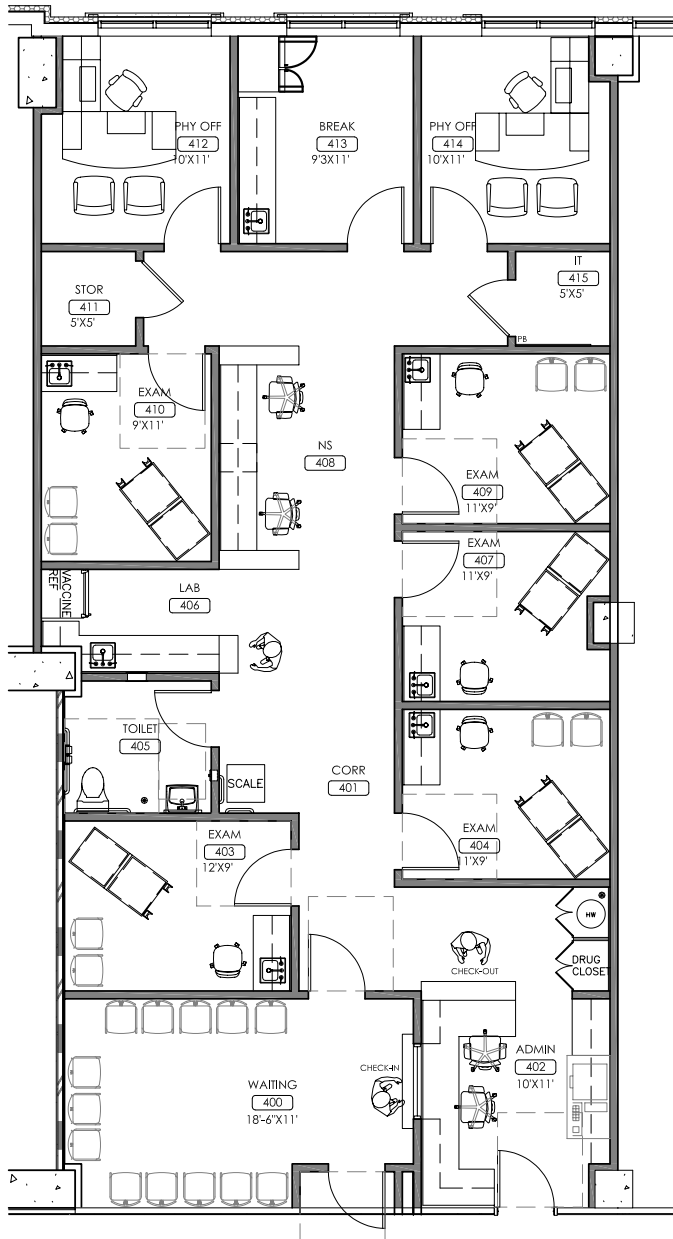 PHY OFF
412
10'X11'
BREAK
413
9'3X11'
PHY OFF
414
10'X11'
STOR
411
5'X5'
IT
415
5'X5'
PB
EXAM
410
9'X11'
NS
408
EXAM
409
11'X9'
EXAM
407
11'X9'
VACCINE
REF
LAB
406
TOILET
405
SCALE
CORR
401
EXAM
404
11'X9'
EXAM
403
12'X9'
HW
DRUG
CLOSET
CHECK-OUT
ADMIN
402
10'X11'
CHECK-IN
WAITING
400
18'-6"X11'